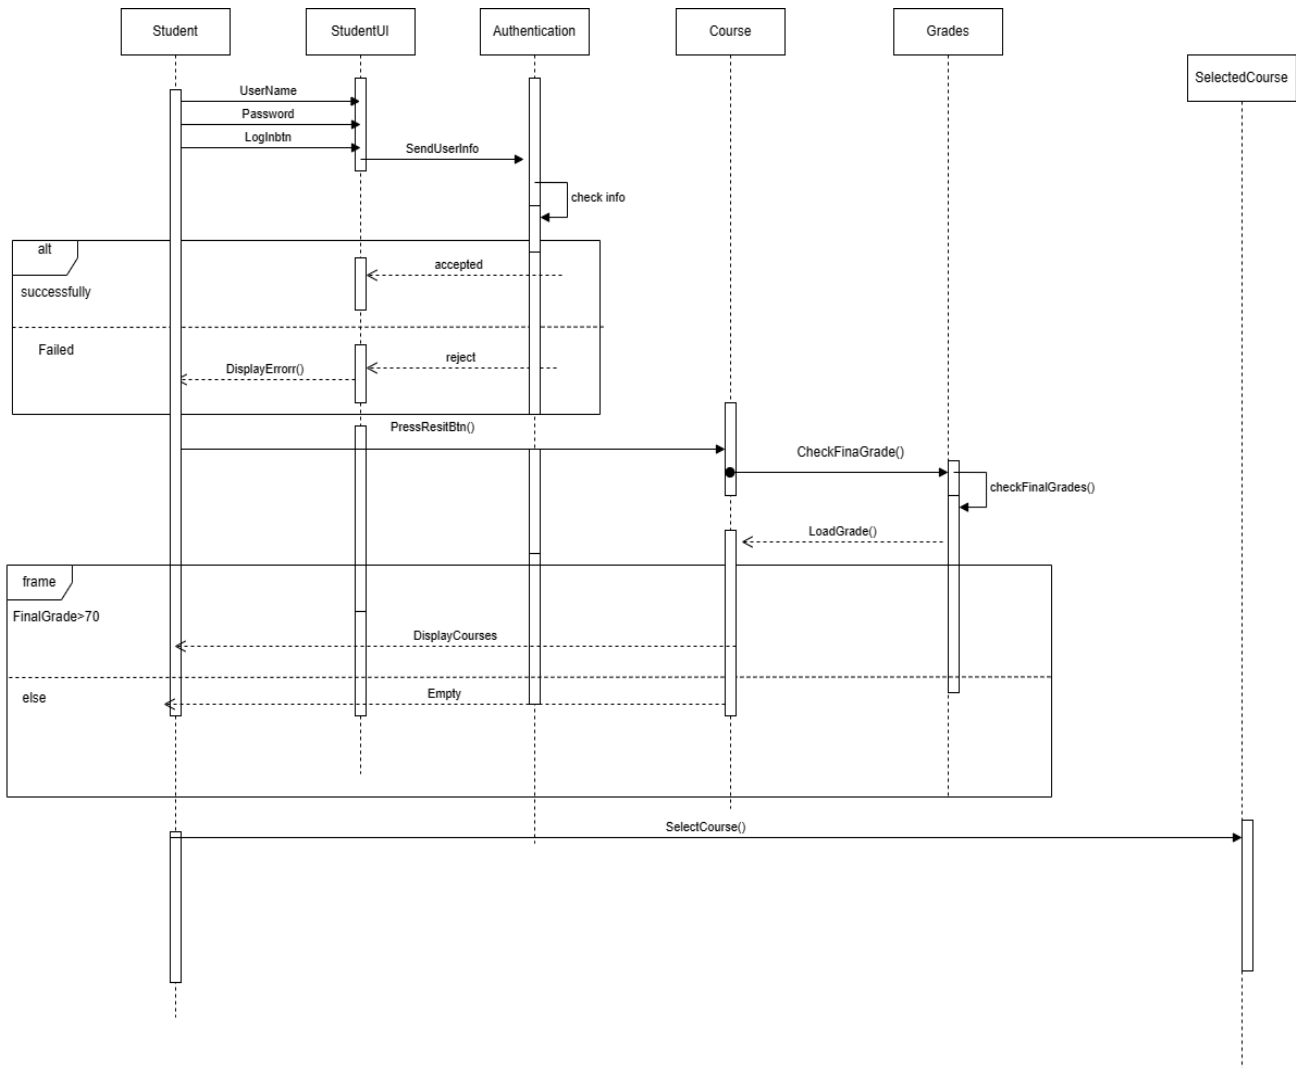 Student
StudentUI
Authentication
Course
Grades
SelectedCourse
UserName
Password
LogInbtn
SendUserInfo
check info
alt
accepted
successfully
Failed
reject
DisplayErrorr()
PressResitBtn()
CheckFinaGrade()
checkFinalGrades()
LoadGrade()
frame
FinalGrade>70
DisplayCourses
else
Empty
SelectCourse()